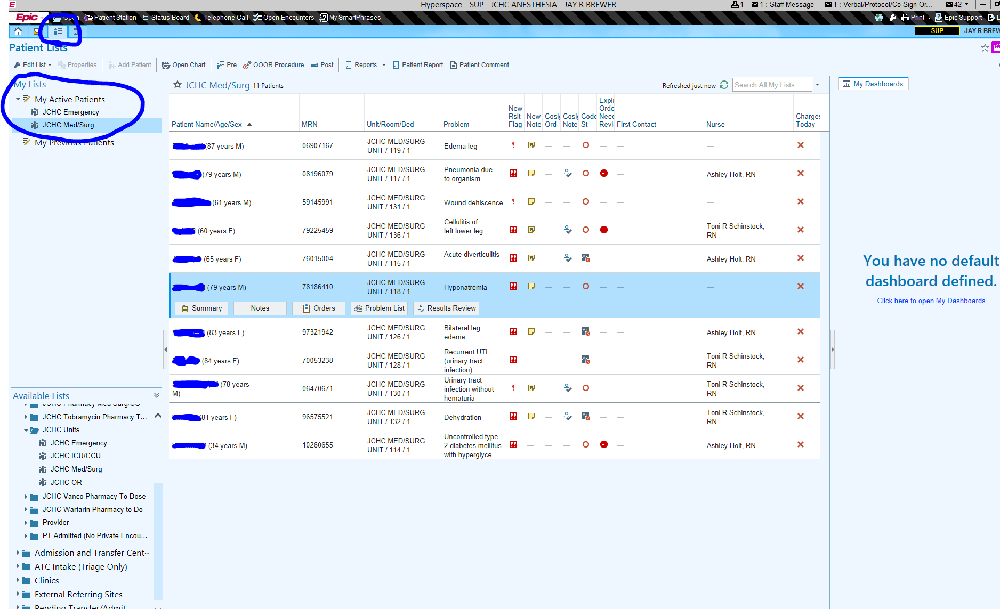 Hyperspace - SUP - JCHC ANESTHESIA - JAY R BREWER
1
1 : Staff Message
1 : Verbal/Protocol/Co-Sign Or...
42
Epic
Open
Patient Station
Status Board
Telephone Call
Open Encounters
My SmartPhrases
Print
Epic Support
SUP
JAY R BREW
Patient Lists
Edit List
Properties
Add Patient
Open Chart
Pre
OOOR Procedure
Post
Reports
Patient Report
Patient Comment
My Lists
My Active Patients
JCHC Emergency
JCHC Med/Surg
My Previous Patients
JCHC Med/Surg 11 Patients
Refreshed just now
Search All My Lists
Patient Name/Age/Sex
MRN
Unit/Room/Bed
Problem
New Rslt Flag
New Note
Cosig Ord
Cosig Note
Code St
Expir Orde Need Revi
First Contact
Nurse
Charges Today
(87 years M) 06907167 JCHC MED/SURG UNIT / 119 / 1 Edema leg —
(79 years M) 08196079 JCHC MED/SURG UNIT / 117 / 1 Pneumonia due to organism Ashley Holt, RN
(61 years M) 59145991 JCHC MED/SURG UNIT / 131 / 1 Wound dehiscence —
(60 years F) 79225459 JCHC MED/SURG UNIT / 136 / 1 Cellulitis of left lower leg Toni R Schinstock, RN
(65 years F) 76015004 JCHC MED/SURG UNIT / 115 / 1 Acute diverticulitis Ashley Holt, RN
(79 years M) 78186410 JCHC MED/SURG UNIT / 118 / 1 Hyponatremia —
Summary
Notes
Orders
Problem List
Results Review
(83 years F) 97321942 JCHC MED/SURG UNIT / 126 / 1 Bilateral leg edema Ashley Holt, RN
(84 years F) 70053238 JCHC MED/SURG UNIT / 128 / 1 Recurrent UTI (urinary tract infection) Toni R Schinstock, RN
(78 years M) 06470671 JCHC MED/SURG UNIT / 130 / 1 Urinary tract infection without hematuria Toni R Schinstock, RN
(81 years F) 96575521 JCHC MED/SURG UNIT / 132 / 1 Dehydration Toni R Schinstock, RN
(34 years M) 10260655 JCHC MED/SURG UNIT / 114 / 1 Uncontrolled type 2 diabetes mellitus with hyperglyce... Ashley Holt, RN
My Dashboards
You have no default
dashboard defined.
Click here to open My Dashboards
Available Lists
JCHC Pharmacy Med Surg/CC...
JCHC Tobramycin Pharmacy T...
JCHC Units
JCHC Emergency
JCHC ICU/CCU
JCHC Med/Surg
JCHC OR
JCHC Vanco Pharmacy To Dose
JCHC Warfarin Pharmacy to Do...
Provider
PT Admitted (No Private Encou...
Admission and Transfer Cent...
ATC Intake (Triage Only)
Clinics
External Referring Sites
Pending Transfer/Admit